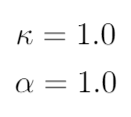 κ = 1.0
α = 1.0